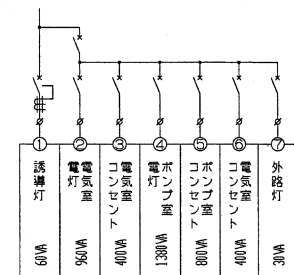 ① ② ③ ④ ⑤ ⑥ ⑦
誘導灯
60VA
電気室
電灯
960VA
電気室
コンセント
400VA
ポンプ室
電灯
1380VA
ポンプ室
コンセント
800VA
電気室
コンセント
400VA
外路灯
30VA